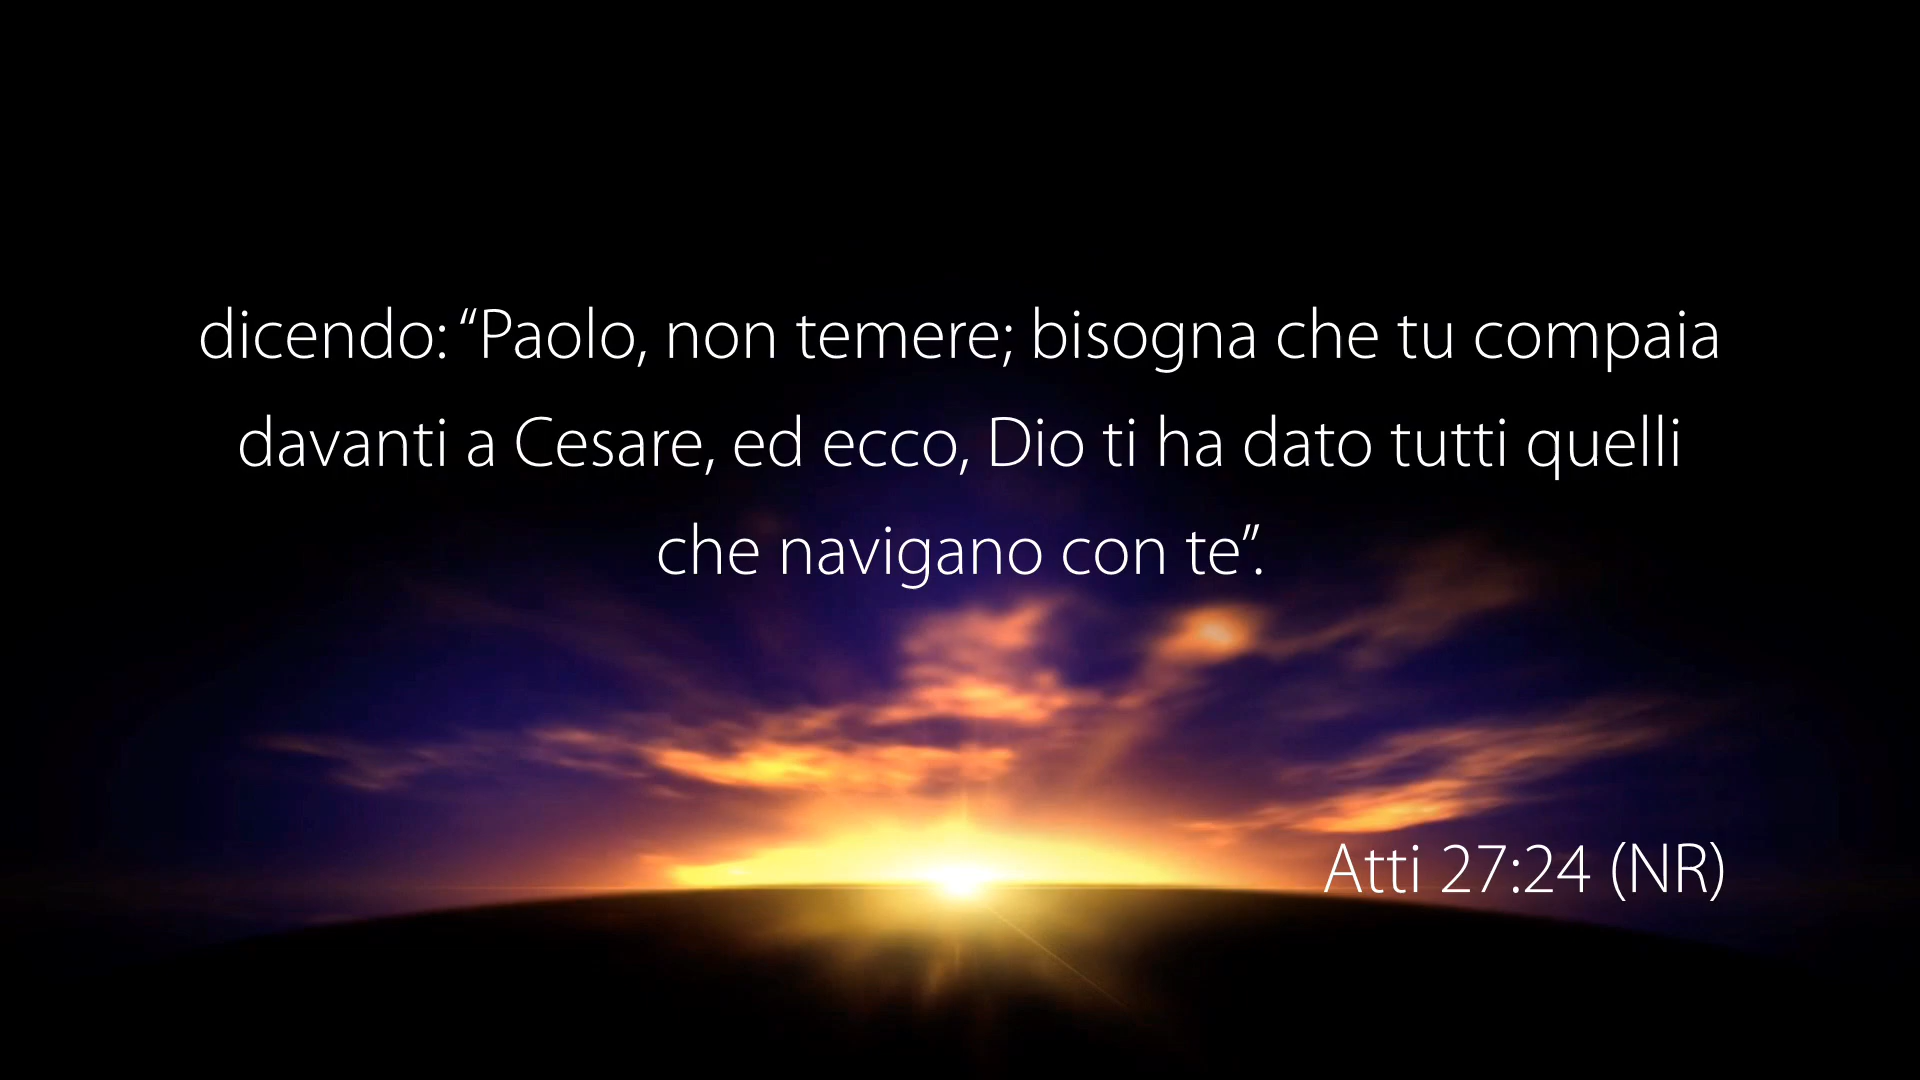 dicendo: “Paolo, non temere; bisogna che tu compaia
davanti a Cesare, ed ecco, Dio ti ha dato tutti quelli
che navigano con te”.
Atti 27:24 (NR)